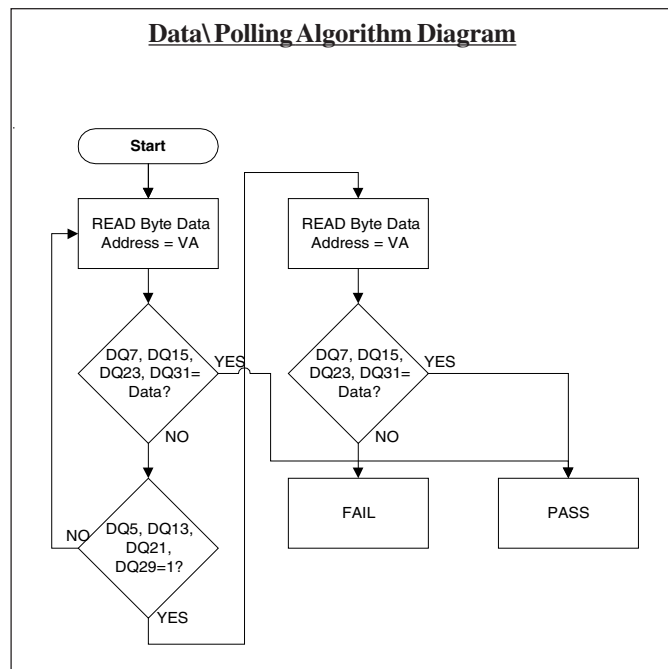 Data\ Polling Algorithm Diagram
Start
READ Byte Data
Address = VA
DQ7, DQ15,
DQ23, DQ31=
Data?
YES
NO
DQ5, DQ13,
DQ21,
DQ29=1?
NO
YES
READ Byte Data
Address = VA
DQ7, DQ15,
DQ23, DQ31=
Data?
YES
NO
FAIL
PASS